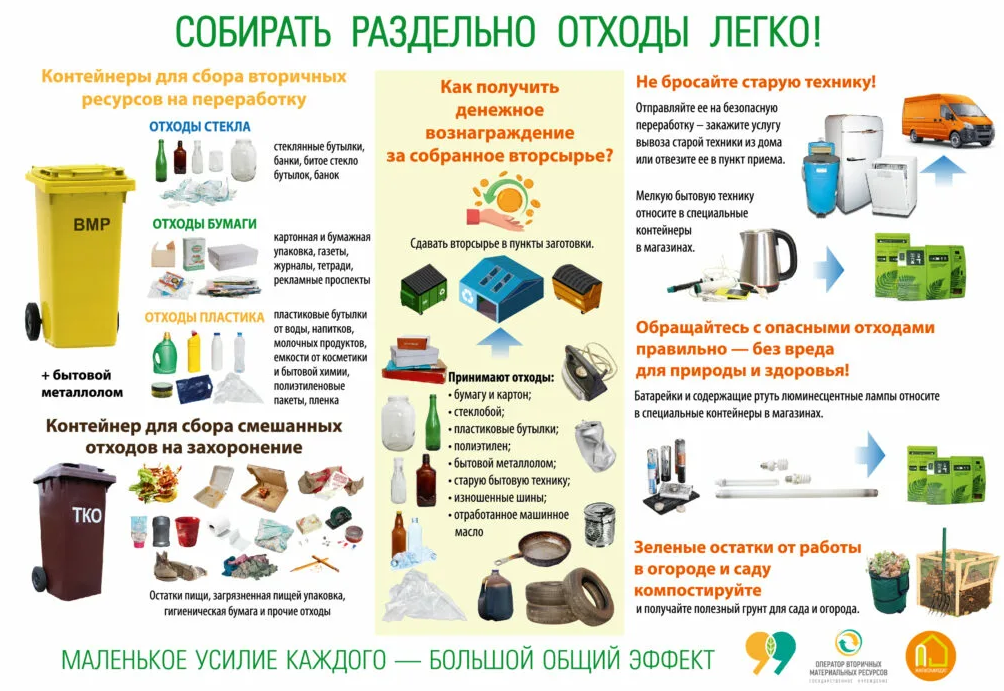 СОБИРАТЬ РАЗДЕЛЬНО ОТХОДЫ ЛЕГКО!
Контейнеры для сбора вторичных
ресурсов на переработку
ВМР
ОТХОДЫ СТЕКЛА
стеклянные бутылки,
банки, битое стекло
бутылок, банок
ОТХОДЫ БУМАГИ
картонная и бумажная
упаковка, газеты,
журналы, тетради,
рекламные проспекты
ОТХОДЫ ПЛАСТИКА
пластиковые бутылки
от воды, напитков,
молочных продуктов,
емкости от косметики
и бытовой химии,
полиэтиленовые
пакеты, пленка
+ бытовой
металлолом
Контейнер для сбора смешанных
отходов на захоронение
ТКО
Остатки пищи, загрязненная пищей упаковка,
гигиеническая бумага и прочие отходы
Как получить
денежное
вознаграждение
за собранное вторсырье?
Сдавать вторсырье в пункты заготовки.
Принимают отходы:
• бумагу и картон;
• стеклобой;
• пластиковые бутылки;
• полиэтилен;
• бытовой металлолом;
• старую бытовую технику;
• изношенные шины;
• отработанное машинное
масло
Не бросайте старую технику!
Отправляйте ее на безопасную
переработку – закажите услугу
вывоза старой техники из дома
или отвезите ее в пункт приема.
Мелкую бытовую технику
относите в специальные
контейнеры
в магазинах.
Обращайтесь с опасными отходами
правильно — без вреда
для природы и здоровья!
Батарейки и содержащие ртуть люминесцентные лампы относите
в специальные контейнеры в магазинах.
Зеленые остатки от работы
в огороде и саду
компостируйте
и получайте полезный грунт для сада и огорода.
МАЛЕНЬКОЕ УСИЛИЕ КАЖДОГО — БОЛЬШОЙ ОБЩИЙ ЭФФЕКТ
ОПЕРАТОР ВТОРИЧНЫХ
МАТЕРИАЛЬНЫХ РЕСУРСОВ
ГОСУДАРСТВЕННОЕ УЧРЕЖДЕНИЕ